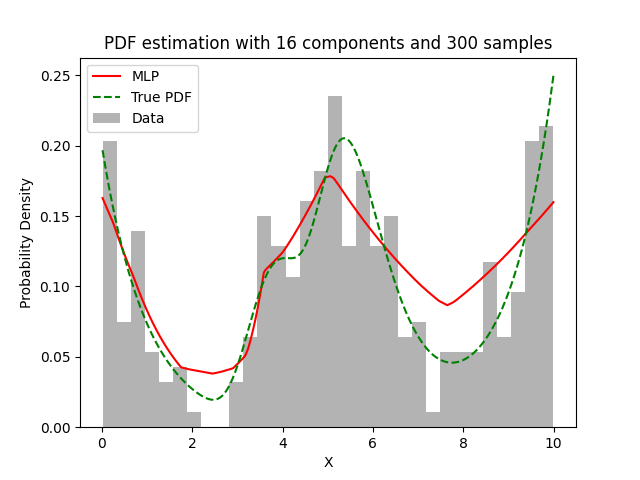 PDF estimation with 16 components and 300 samples
MLP
True PDF
Data
Probability Density
0.25
0.20
0.15
0.10
0.05
0.00
0 2 4 6 8 10
X